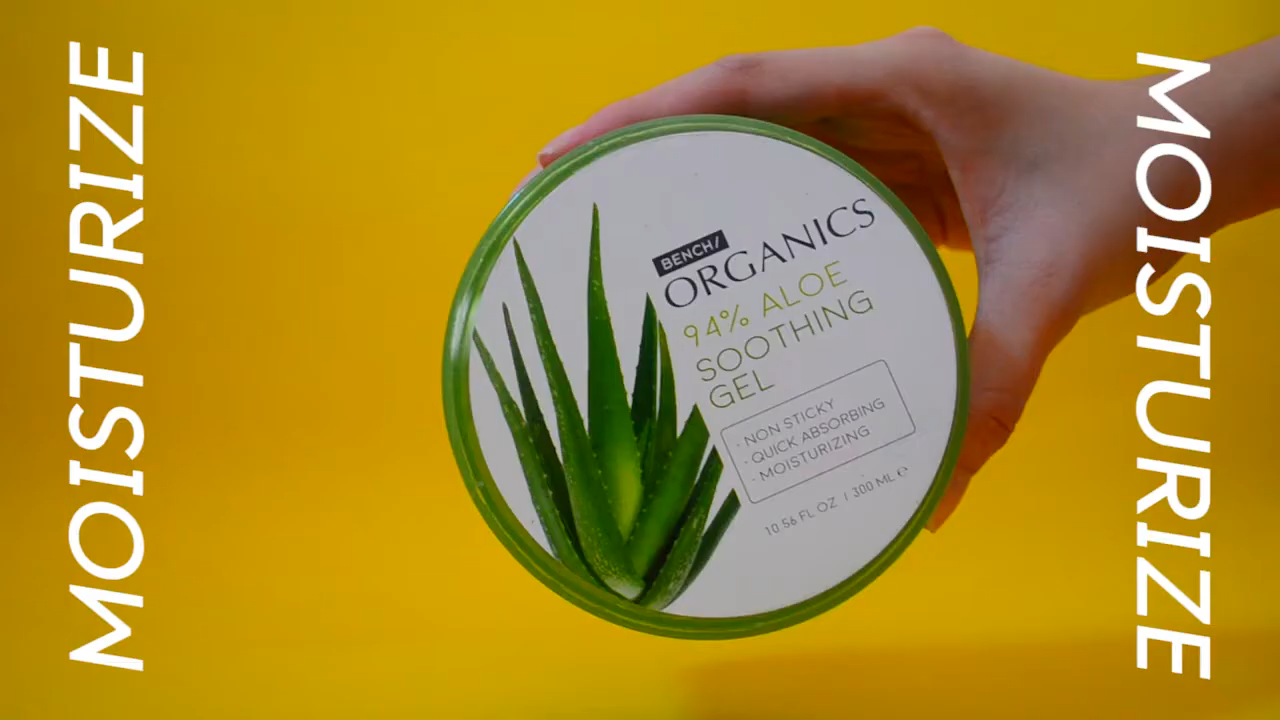 MOISTURIZE
BENCH/
ORGANICS
94% ALOE
SOOTHING
GEL
· NON STICKY
· QUICK ABSORBING
· MOISTURIZING
10.56 FL OZ | 300 ML ℮
MOISTURIZE